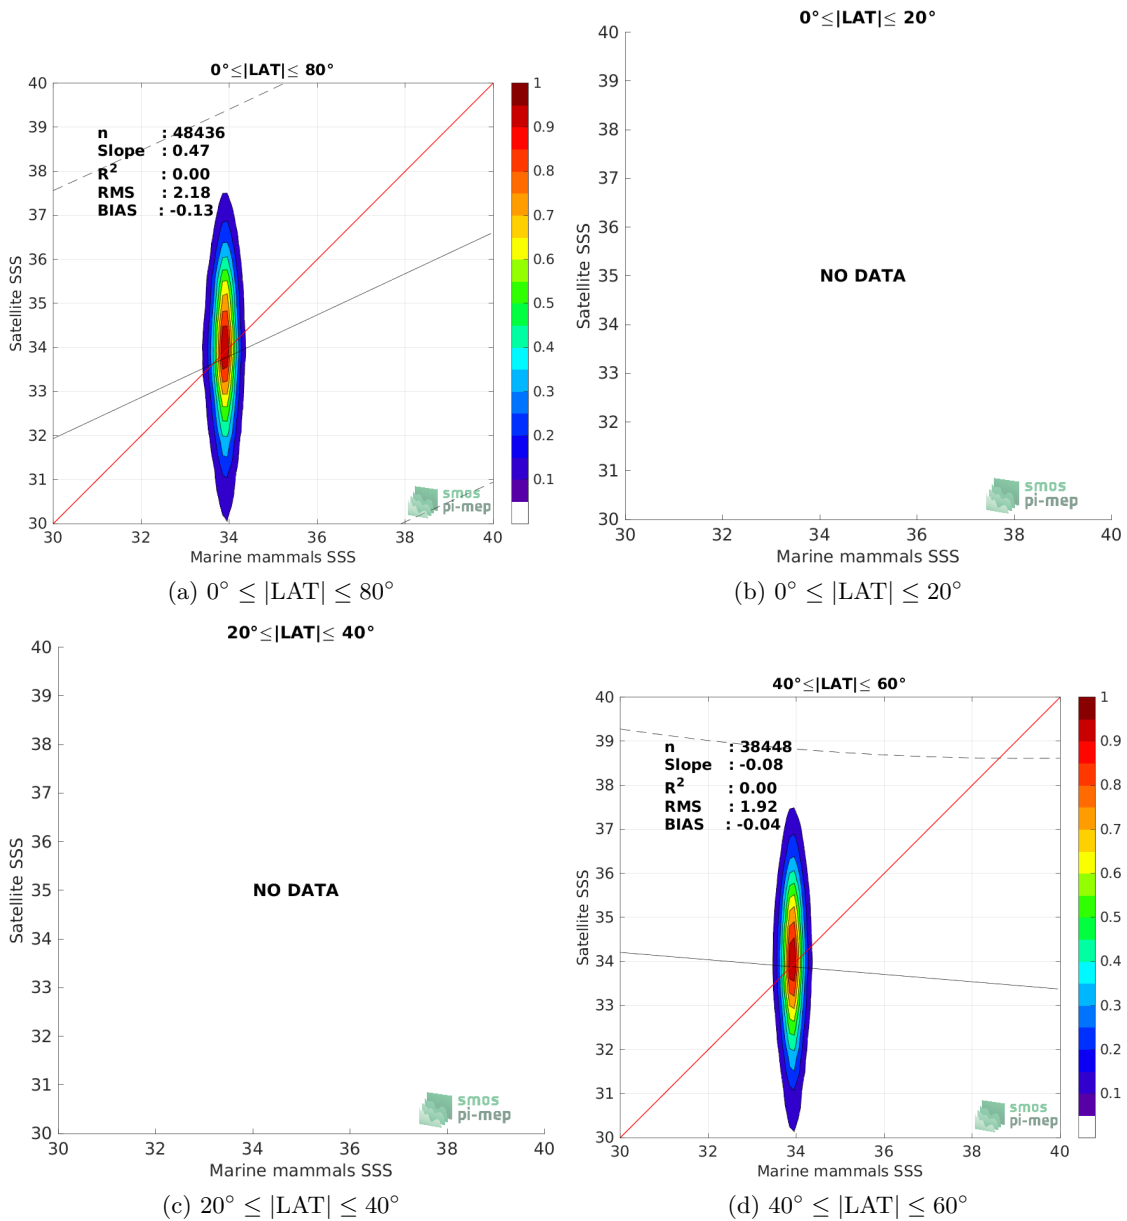 0°≤|LAT|≤ 80°
40
39
38
37
36
35
34
33
32
31
30
Satellite SSS
n : 48436
Slope : 0.47
R2 : 0.00
RMS : 2.18
BIAS : -0.13
1
0.9
0.8
0.7
0.6
0.5
0.4
0.3
0.2
0.1
smos
pi-mep
30 32 34 36 38 40
Marine mammals SSS
(a) 0° ≤ |LAT| ≤ 80°
0°≤|LAT|≤ 20°
40
39
38
37
36
35
34
33
32
31
30
Satellite SSS
NO DATA
smos
pi-mep
30 32 34 36 38 40
Marine mammals SSS
(b) 0° ≤ |LAT| ≤ 20°
20°≤|LAT|≤ 40°
40
39
38
37
36
35
34
33
32
31
30
Satellite SSS
NO DATA
smos
pi-mep
30 32 34 36 38 40
Marine mammals SSS
(c) 20° ≤ |LAT| ≤ 40°
40°≤|LAT|≤ 60°
40
39
38
37
36
35
34
33
32
31
30
Satellite SSS
n : 38448
Slope : -0.08
R2 : 0.00
RMS : 1.92
BIAS : -0.04
1
0.9
0.8
0.7
0.6
0.5
0.4
0.3
0.2
0.1
smos
pi-mep
30 32 34 36 38 40
Marine mammals SSS
(d) 40° ≤ |LAT| ≤ 60°